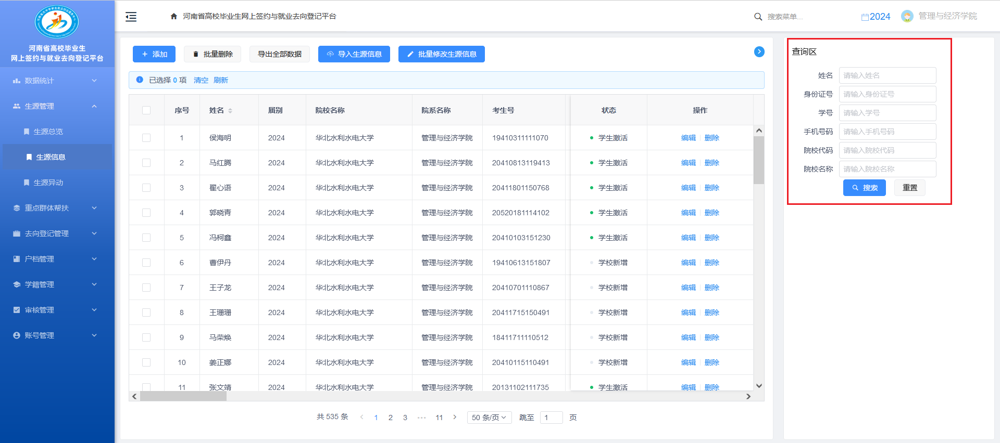 河南省高校毕业生
网上签约与就业去向登记平台
数据统计
生源管理
生源总览
生源信息
生源异动
重点群体帮扶
去向登记管理
户档管理
学籍管理
审核管理
账号管理
河南省高校毕业生网上签约与就业去向登记平台
搜索菜单...
2024
管理与经济学院
添加 批量删除 导出全部数据 导入生源信息 批量修改生源信息
已选择 0 项 清空 刷新
序号 姓名 届别 院校名称 院系名称 考生号 状态 操作
1 侯海明 2024 华北水利水电大学 管理与经济学院 19410311111070 学生激活 编辑 删除
2 马红腾 2024 华北水利水电大学 管理与经济学院 20410813119413 学生激活 编辑 删除
3 翟心语 2024 华北水利水电大学 管理与经济学院 20411801150768 学生激活 编辑 删除
4 郭晓青 2024 华北水利水电大学 管理与经济学院 20520181114102 学生激活 编辑 删除
5 冯柯鑫 2024 华北水利水电大学 管理与经济学院 20410103151230 学生激活 编辑 删除
6 曹伊丹 2024 华北水利水电大学 管理与经济学院 19410613151807 学校新增 编辑 删除
7 王子龙 2024 华北水利水电大学 管理与经济学院 20410701110867 学校新增 编辑 删除
8 王珊珊 2024 华北水利水电大学 管理与经济学院 20411715150491 学校新增 编辑 删除
9 马荣焕 2024 华北水利水电大学 管理与经济学院 18411711110512 学校新增 编辑 删除
10 姜正娜 2024 华北水利水电大学 管理与经济学院 20410115110491 学校新增 编辑 删除
11 张文靖 2024 华北水利水电大学 管理与经济学院 20131102111735 学生激活 编辑 删除
共 535 条 1 2 3 ••• 11 50 条/页 跳至 1 页
查询区
姓名 请输入姓名
身份证号 请输入身份证号
学号 请输入学号
手机号码 请输入手机号码
院校代码 请输入院校代码
院校名称 请输入院校名称
搜索 重置